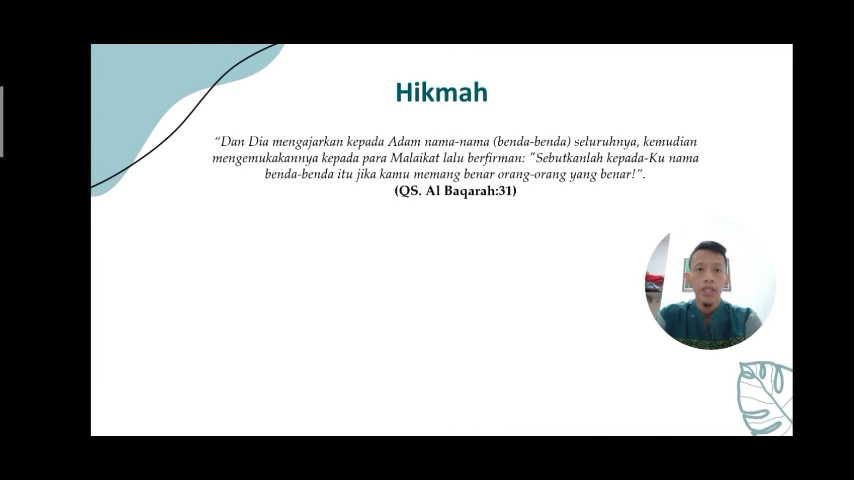 Hikmah
“Dan Dia mengajarkan kepada Adam nama-nama (benda-benda) seluruhnya, kemudian
mengemukakannya kepada para Malaikat lalu berfirman: “Sebutkanlah kepada-Ku nama
benda-benda itu jika kamu memang benar orang-orang yang benar!”.
(QS. Al Baqarah:31)